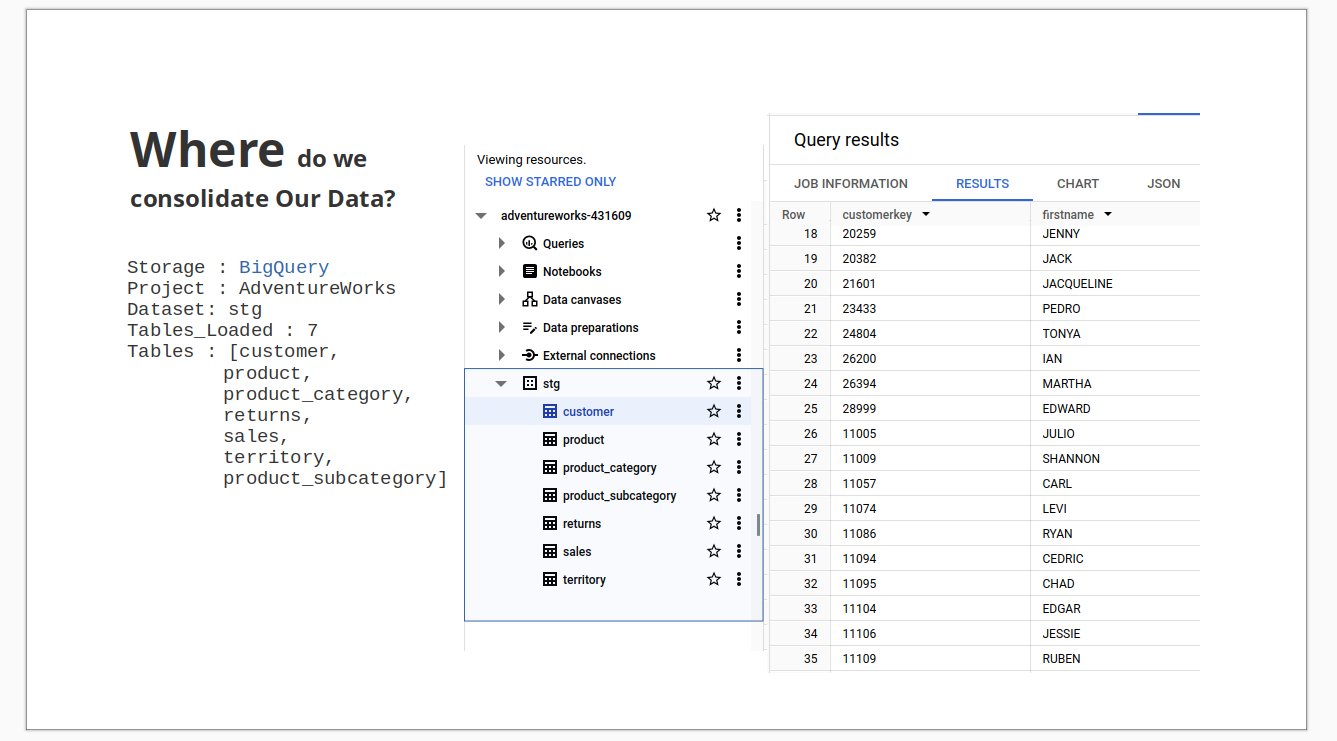 Where do we
consolidate Our Data?
Storage : BigQuery
Project : AdventureWorks
Dataset: stg
Tables_Loaded : 7
Tables : [customer,
product,
product_category,
returns,
sales,
territory,
product_subcategory]
Viewing resources.
SHOW STARRED ONLY
adventureworks-431609
Queries
Notebooks
Data canvases
Data preparations
External connections
stg
customer
product
product_category
product_subcategory
returns
sales
territory
Query results
JOB INFORMATION RESULTS CHART JSON
Row customerkey firstname
18 20259 JENNY
19 20382 JACK
20 21601 JACQUELINE
21 23433 PEDRO
22 24804 TONYA
23 26200 IAN
24 26394 MARTHA
25 28999 EDWARD
26 11005 JULIO
27 11009 SHANNON
28 11057 CARL
29 11074 LEVI
30 11086 RYAN
31 11094 CEDRIC
32 11095 CHAD
33 11104 EDGAR
34 11106 JESSIE
35 11109 RUBEN